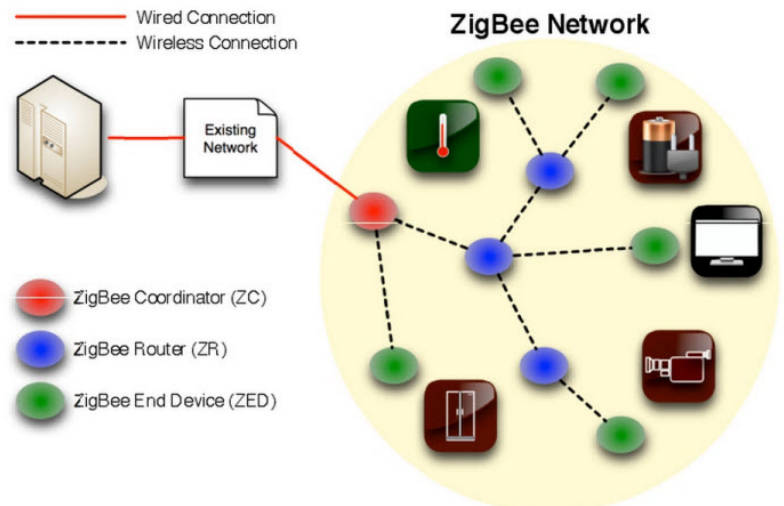 Wired Connection
Wireless Connection
ZigBee Network
Existing
Network
ZigBee Coordinator (ZC)
ZigBee Router (ZR)
ZigBee End Device (ZED)